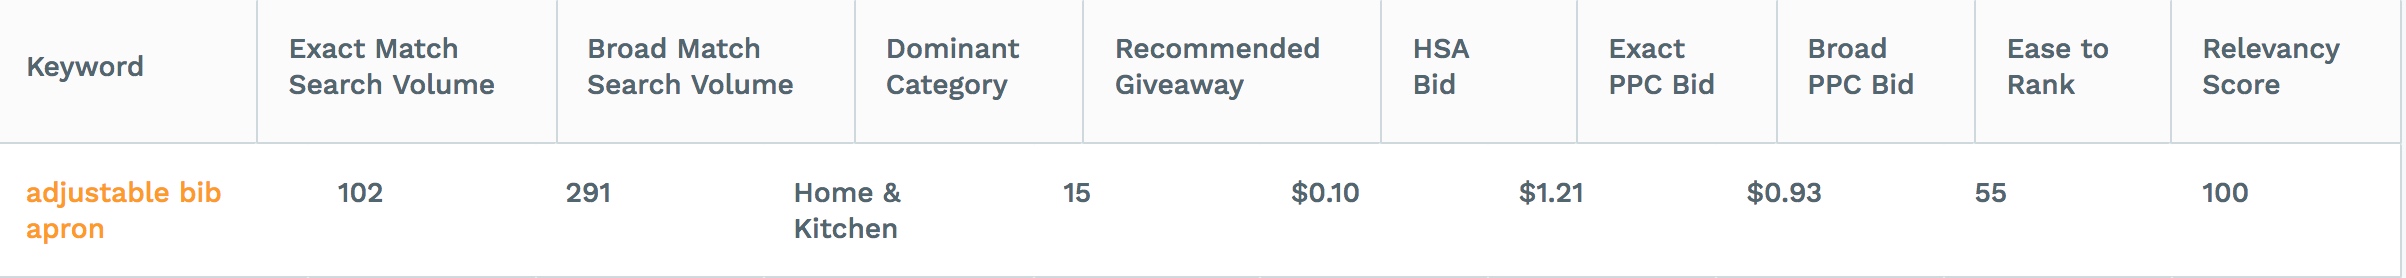 Keyword
Exact Match
Search Volume
Broad Match
Search Volume
Dominant
Category
Recommended
Giveaway
HSA
Bid
Exact
PPC Bid
Broad
PPC Bid
Ease to
Rank
Relevancy
Score
adjustable bib
apron
102
291
Home &
Kitchen
15
$0.10
$1.21
$0.93
55
100